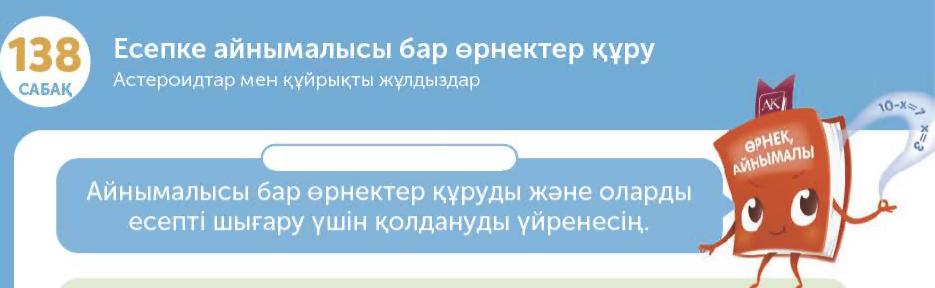 138
САБАҚ
Есепке айнымалысы бар өрнектер құру
Астероидтар мен құйрықты жұлдыздар
АК
10-x=7
x=3
ӨРНЕК,
АЙНЫМАЛЫ
Айнымалысы бар өрнектер құруды және оларды
есепті шығару үшін қолдануды үйренесің.